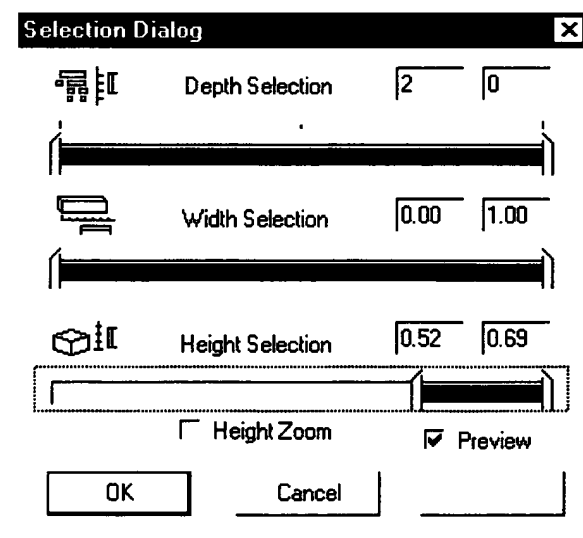 Selection Dialog
Depth Selection 2 0
Width Selection 0.00 1.00
Height Selection 0.52 0.69
Height Zoom Preview
OK Cancel